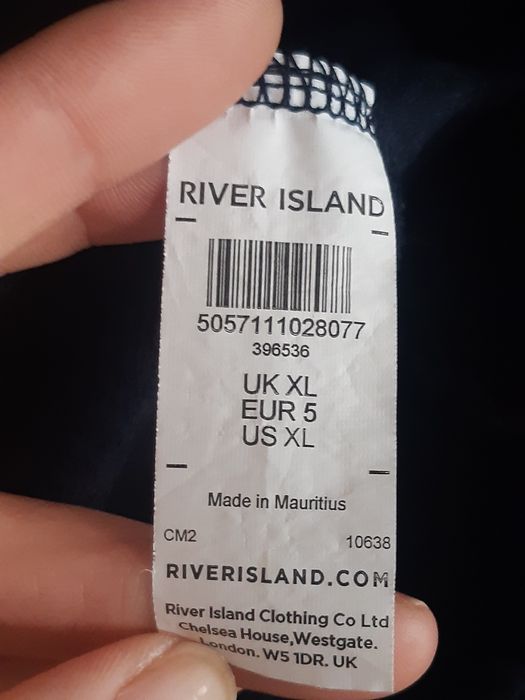 RIVER ISLAND
5057111028077
396536
UK XL
EUR 5
US XL
Made in Mauritius
CM2 10638
RIVERISLAND.COM
River Island Clothing Co Ltd
Chelsea House,Westgate.
London. W5 1DR. UK